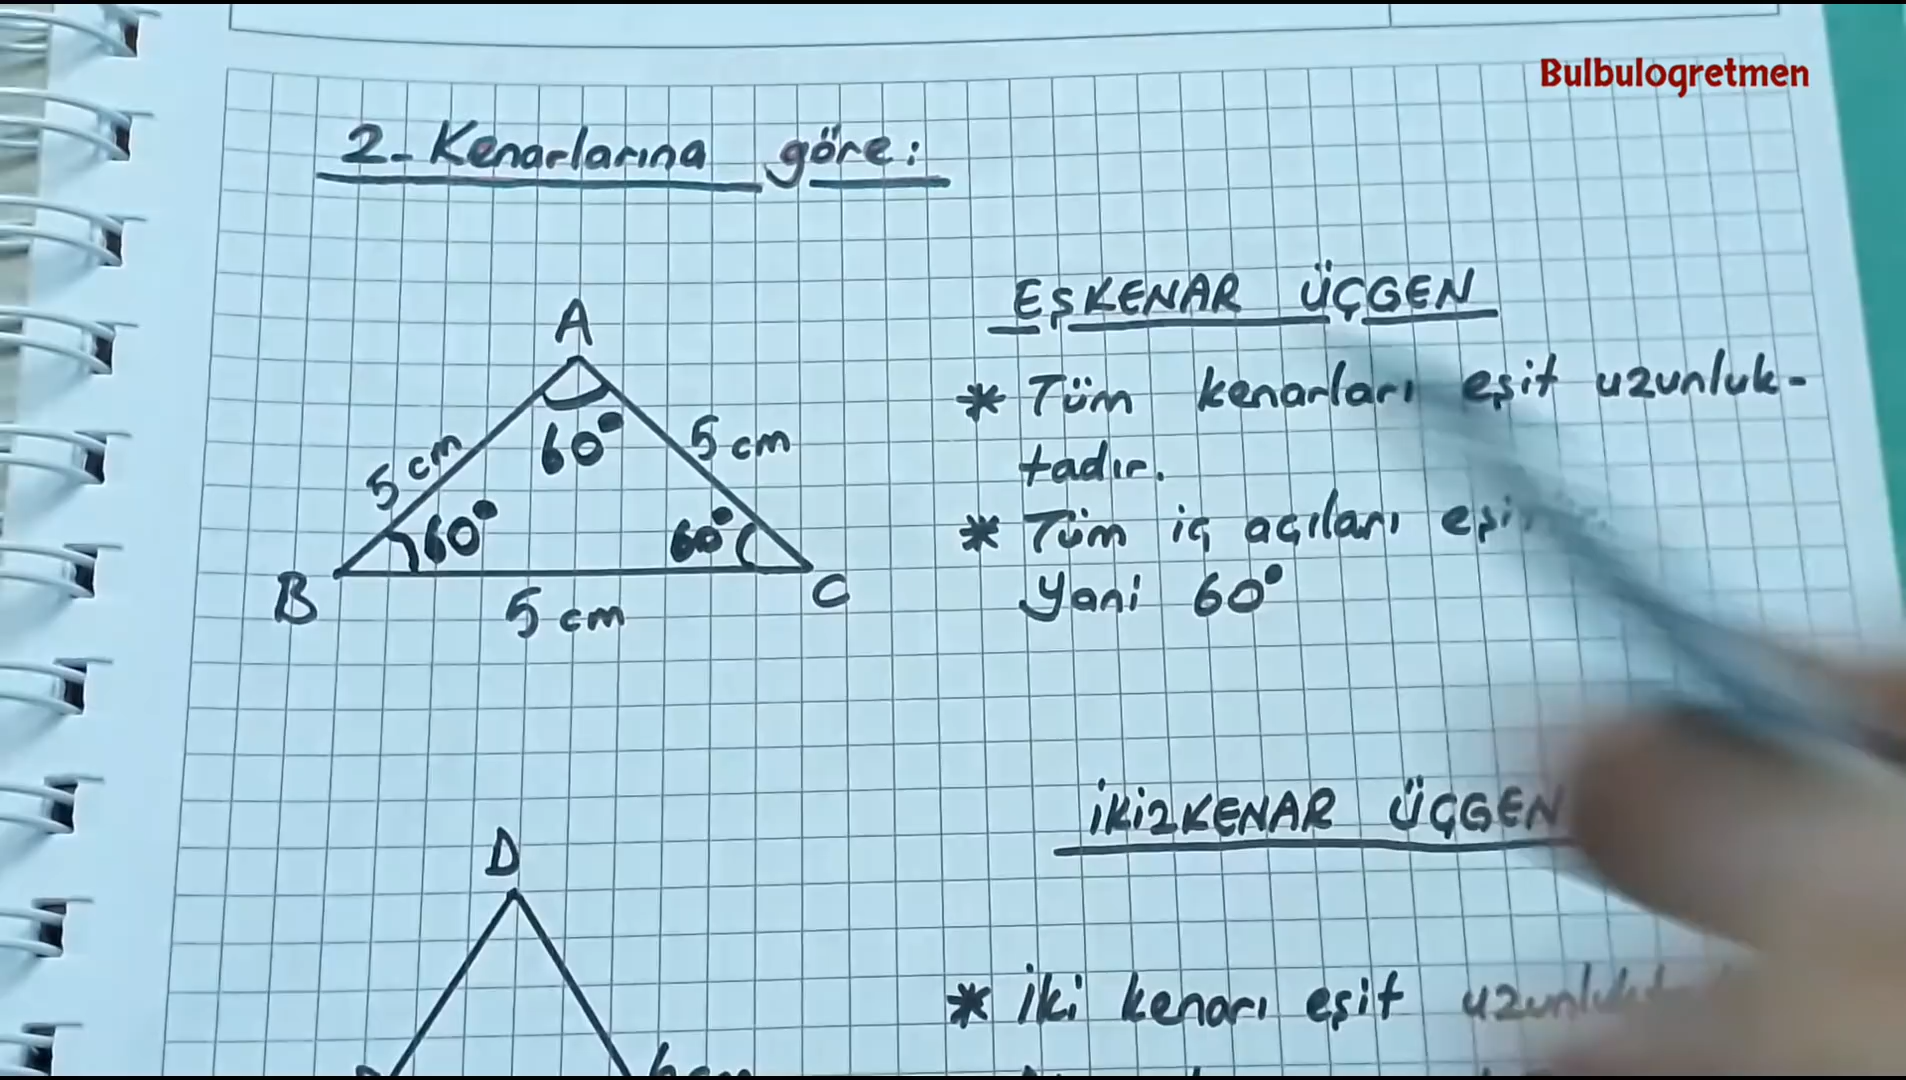 Bulbulogretmen
2- Kenarlarına göre:
A
5 cm
60°
5 cm
60°
60°
B
5 cm
C
EŞKENAR ÜÇGEN
* Tüm kenarları eşit uzunluk-
tadır.
* Tüm iç açıları
Yani 60°
D
İKİZKENAR ÜÇGEN
* İki kenarı eşit